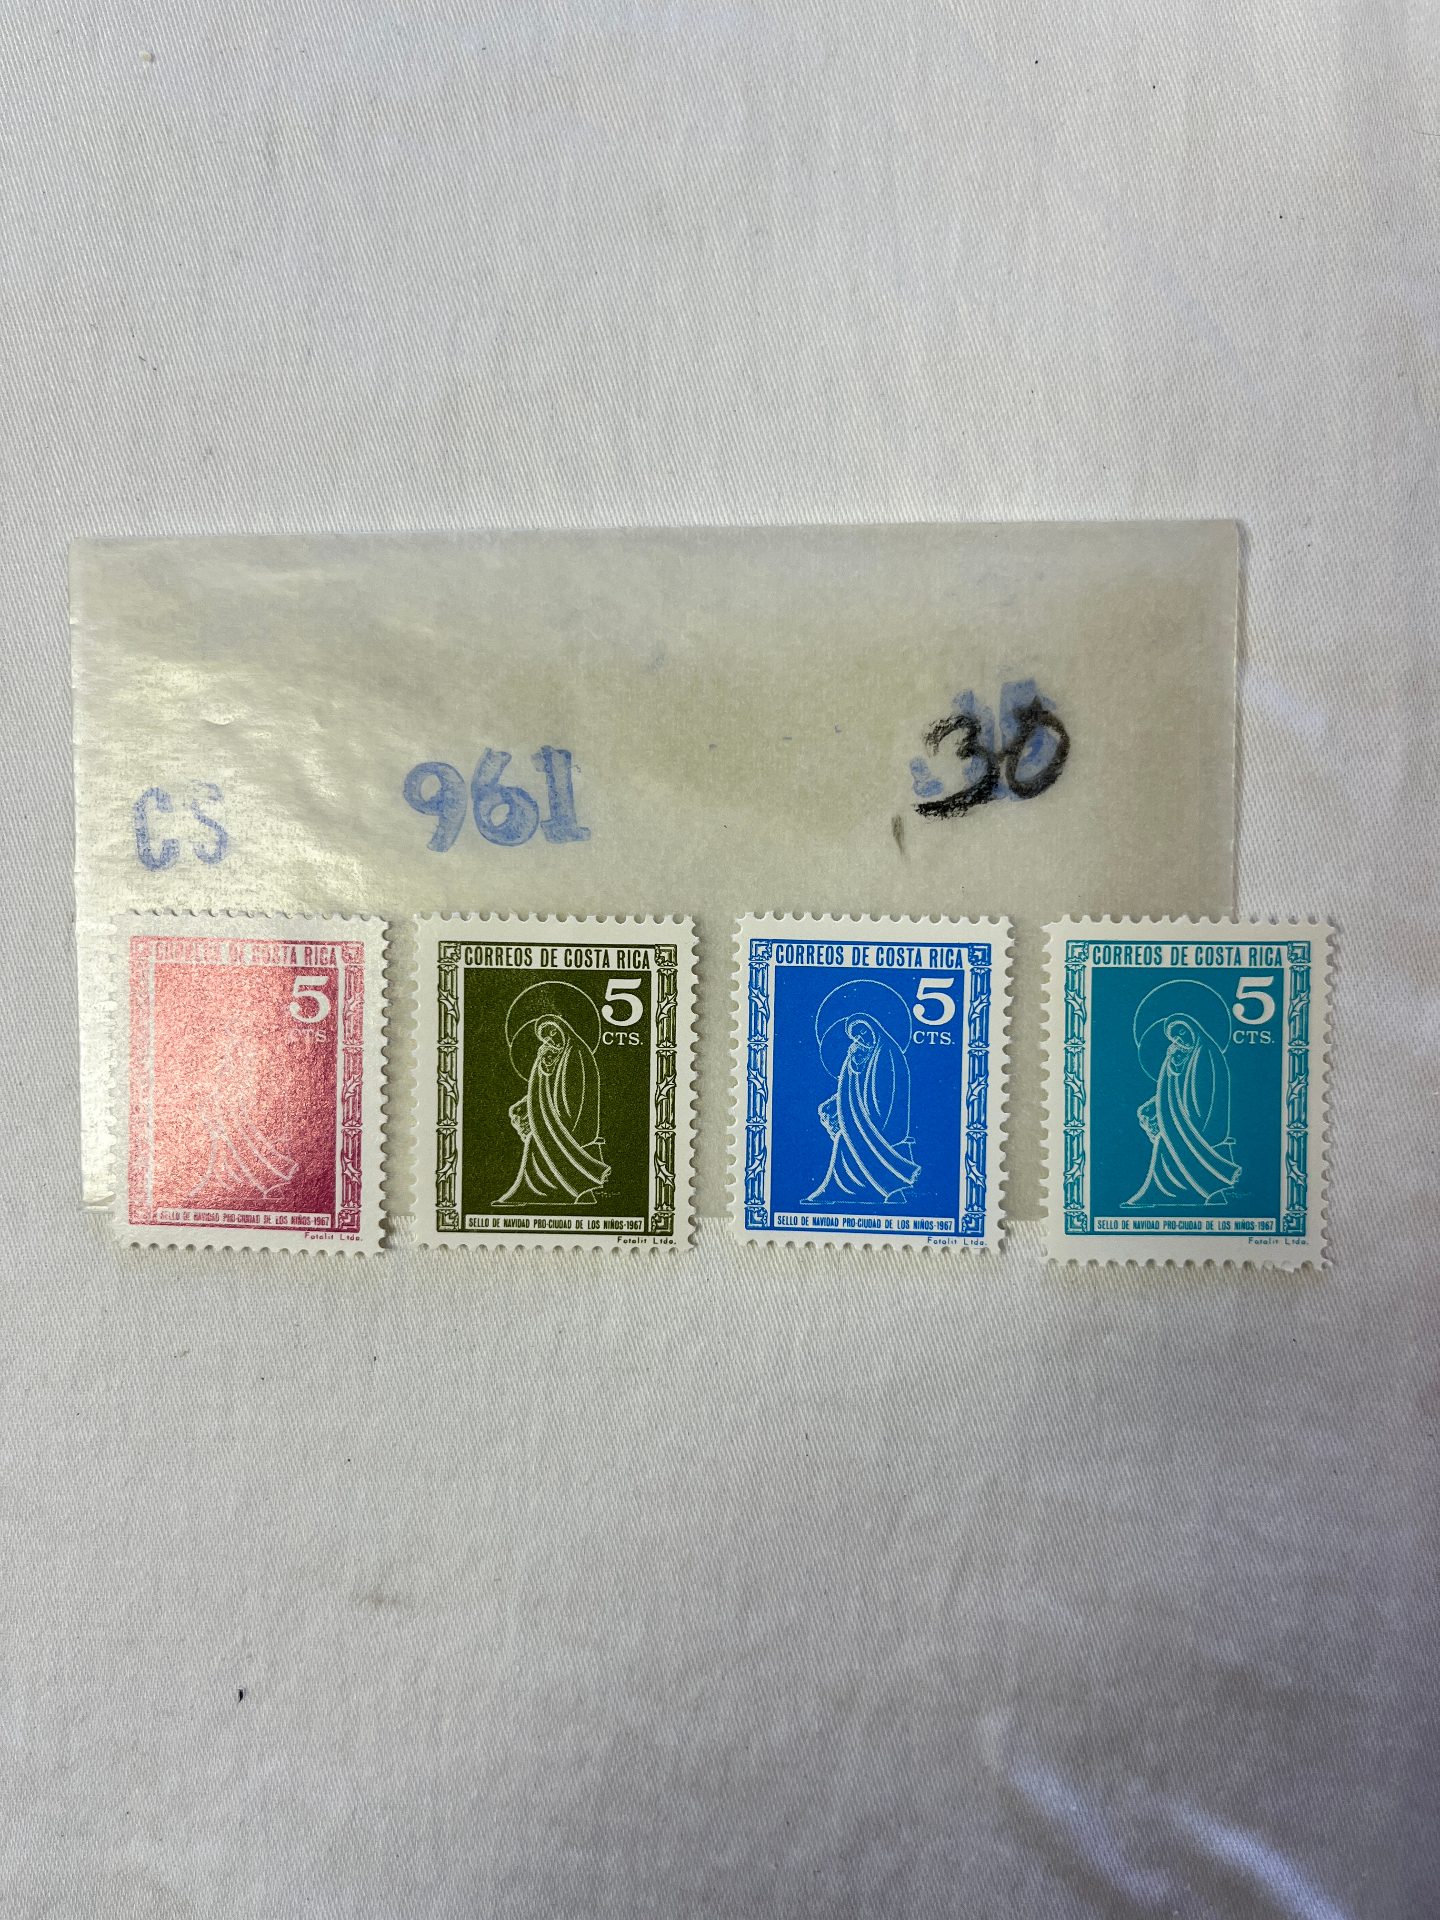 CS 961 .30
CORREOS DE COSTA RICA
5
CTS.
SELLO DE NAVIDAD PRO-CIUDAD DE LOS NIÑOS-1967
Fotolit Ltda.
CORREOS DE COSTA RICA
5
CTS.
SELLO DE NAVIDAD PRO-CIUDAD DE LOS NIÑOS-1967
Fotolit Ltda.
CORREOS DE COSTA RICA
5
CTS.
SELLO DE NAVIDAD PRO-CIUDAD DE LOS NIÑOS-1967
Fotolit Ltda.
CORREOS DE COSTA RICA
5
CTS.
SELLO DE NAVIDAD PRO-CIUDAD DE LOS NIÑOS-1967
Fotolit Ltda.